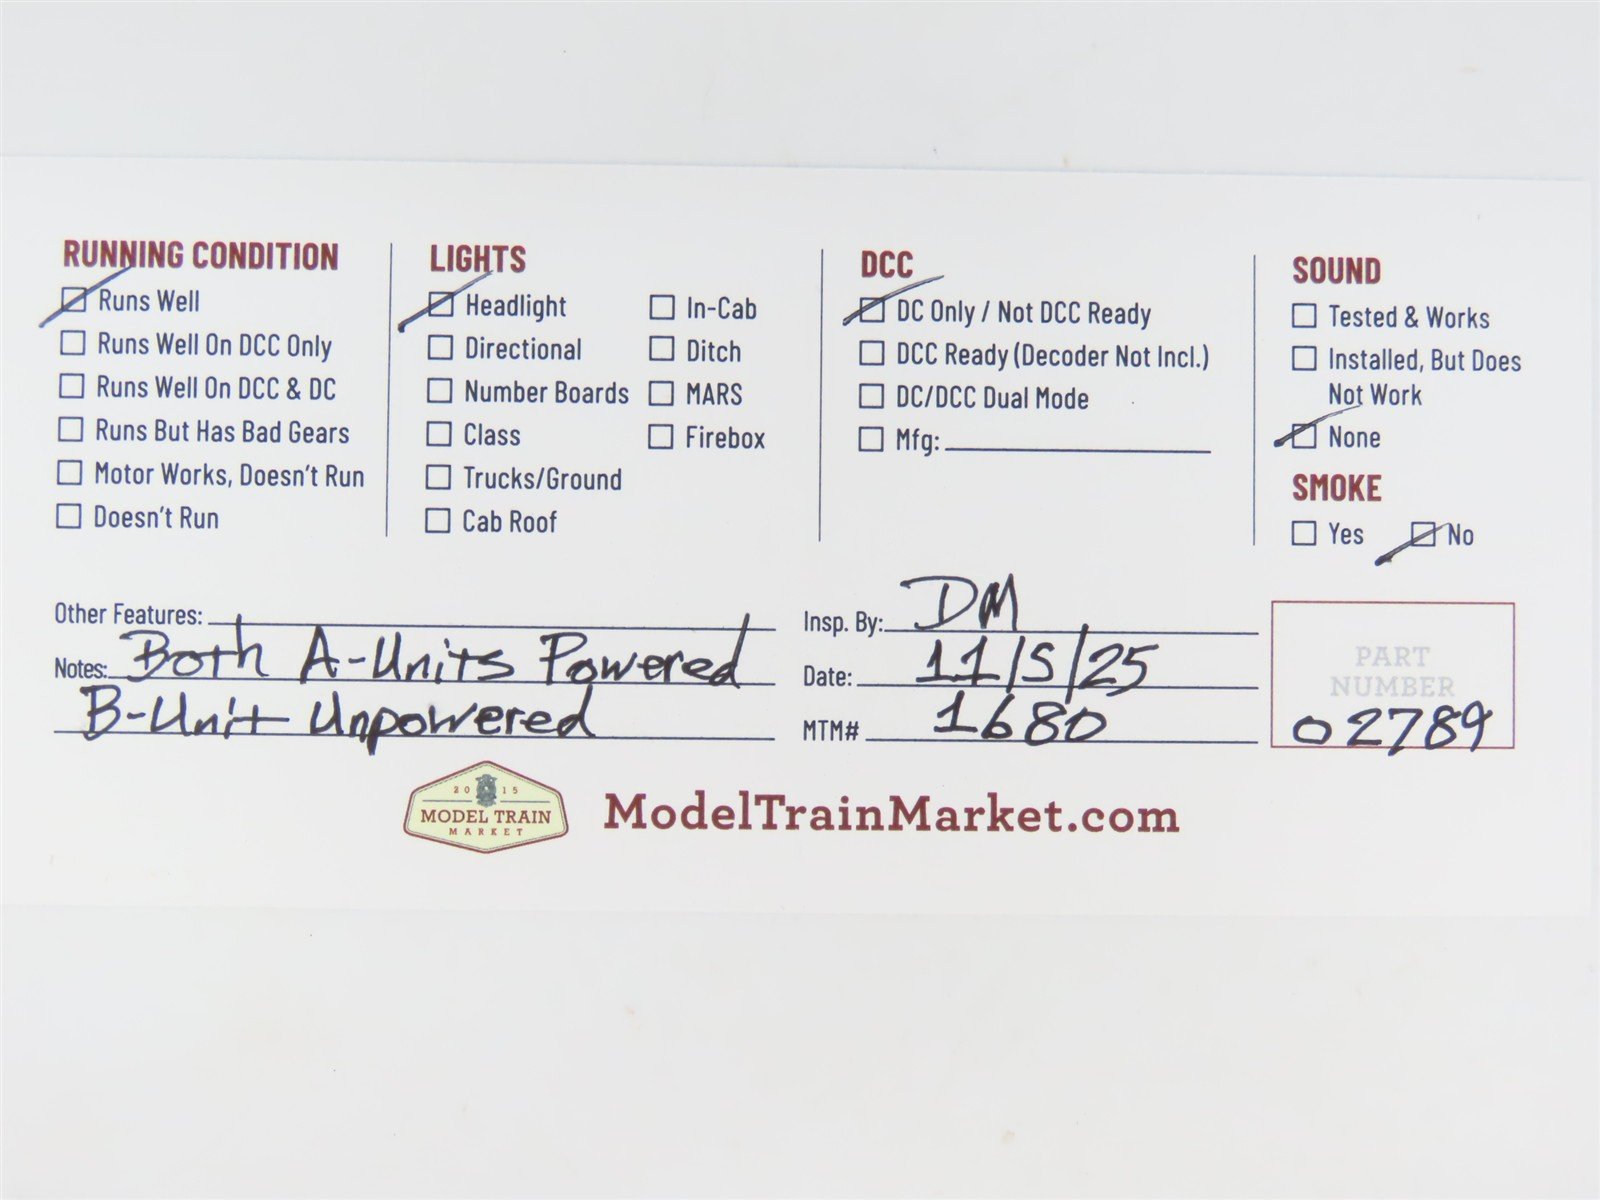 RUNNING CONDITION
Runs Well
Runs Well On DCC Only
Runs Well On DCC & DC
Runs But Has Bad Gears
Motor Works, Doesn't Run
Doesn't Run
LIGHTS
Headlight
Directional
Number Boards
Class
Trucks/Ground
Cab Roof
In-Cab
Ditch
MARS
Firebox
DCC
DC Only / Not DCC Ready
DCC Ready (Decoder Not Incl.)
DC/DCC Dual Mode
Mfg:
SOUND
Tested & Works
Installed, But Does
Not Work
None
SMOKE
Yes No
Other Features:
Notes: Both A-Units Powered
B-Unit Unpowered
Insp. By: DM
Date: 11/5/25
MTM# 1680
PART
NUMBER
02789
2015
MODEL TRAIN
MARKET
ModelTrainMarket.com